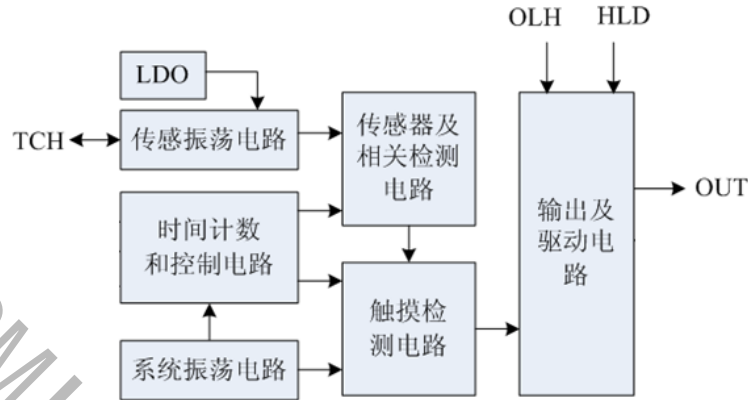 OLH HLD
LDO
TCH
传感振荡电路
传感器及
相关检测
电路
OUT
时间计数
和控制电路
输出及
驱动电
路
触摸检
测电路
系统振荡电路